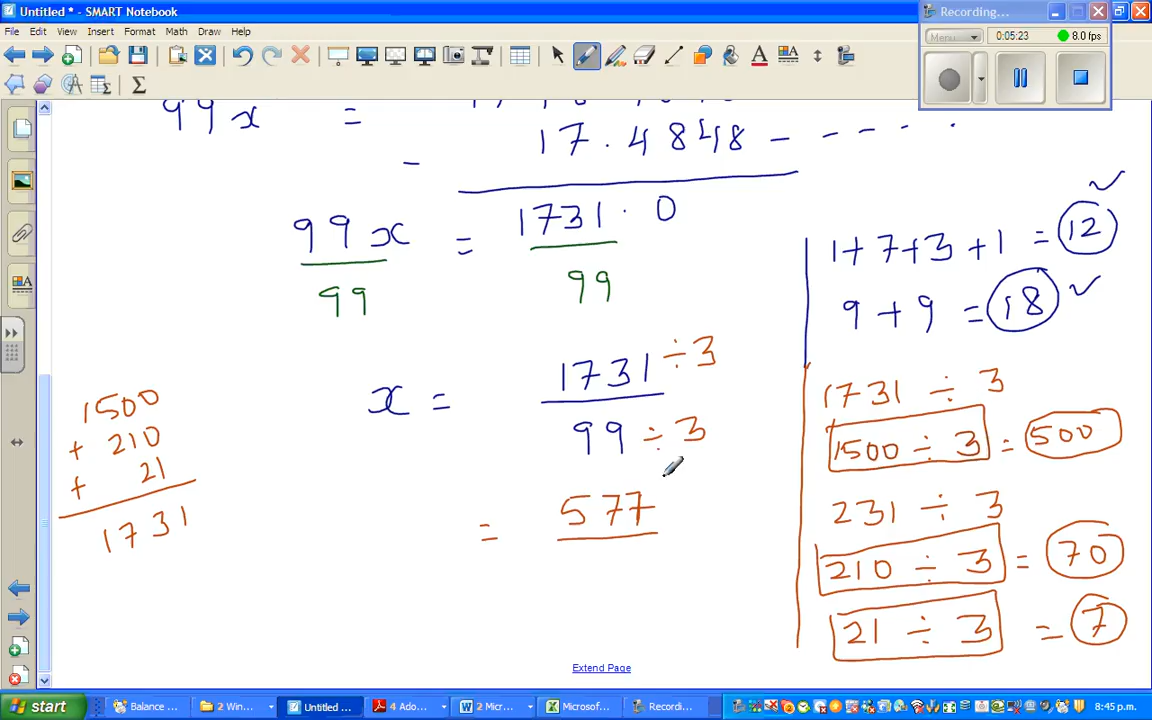 Untitled * - SMART Notebook
File Edit View Insert Format Math Draw Help
Recording...
Menu 0:05:23 8.0 fps
99x =
- 17.4848 - - - - - .
99x = 1731.0
99 99
x = 1731 ÷3
99 ÷3
= 577
1500
+ 210
+ 21
1731
1+7+3+1 = 12 ✓
9+9 = 18 ✓
1731 ÷ 3
1500 ÷ 3 = 500
231 ÷ 3
210 ÷ 3 = 70
21 ÷ 3 = 7
Extend Page
start Balance ... 2 Win... Untitled ... 4 Ado... 2 Micr... Microsof... Recordi... 8:45 p.m.